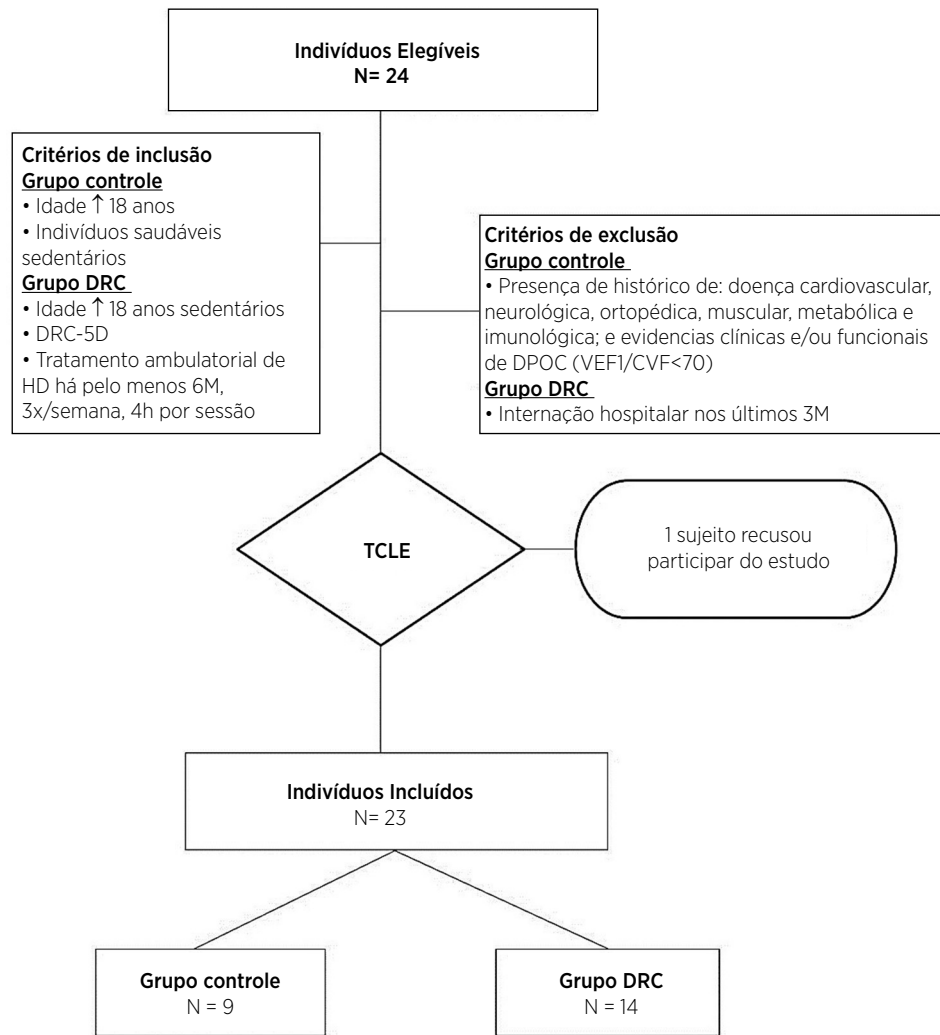 Indivíduos Elegíveis
N= 24
Critérios de inclusão
Grupo controle
• Idade ↑ 18 anos
• Indivíduos saudáveis
sedentários
Grupo DRC
• Idade ↑ 18 anos sedentários
• DRC-5D
• Tratamento ambulatorial de
HD há pelo menos 6M,
3x/semana, 4h por sessão
Critérios de exclusão
Grupo controle
• Presença de histórico de: doença cardiovascular,
neurológica, ortopédica, muscular, metabólica e
imunológica; e evidencias clínicas e/ou funcionais
de DPOC (VEF1/CVF<70)
Grupo DRC
• Internação hospitalar nos últimos 3M
TCLE
1 sujeito recusou
participar do estudo
Indivíduos Incluídos
N= 23
Grupo controle
N = 9
Grupo DRC
N = 14